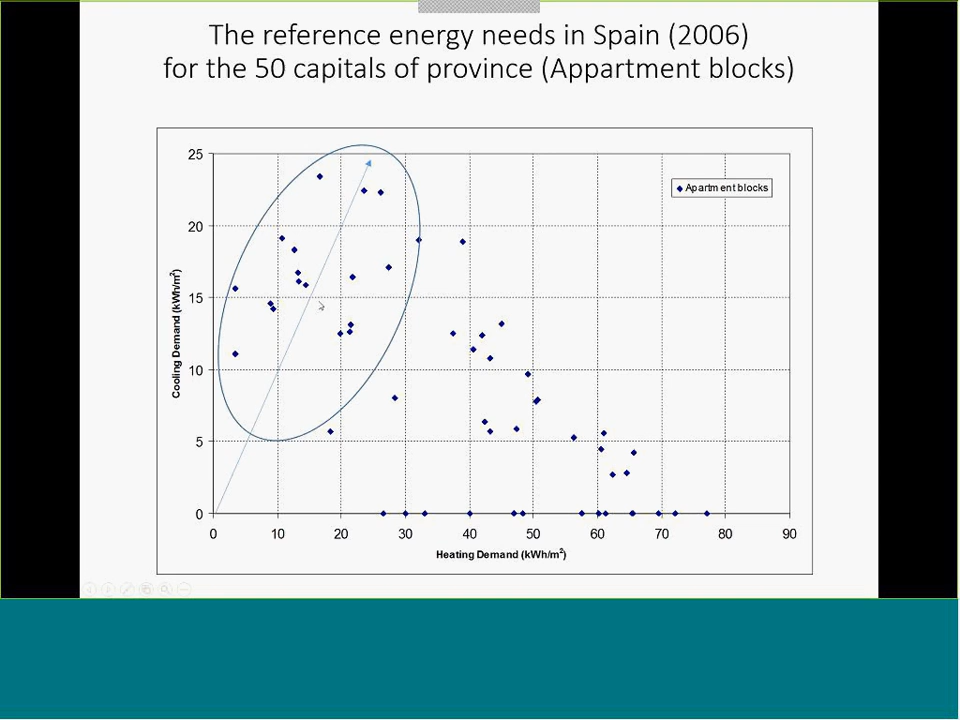 The reference energy needs in Spain (2006)
for the 50 capitals of province (Appartment blocks)
25
Apartment blocks
20
15
10
5
0
Cooling Demand (kWh/m²)
0 10 20 30 40 50 60 70 80 90
Heating Demand (kWh/m²)